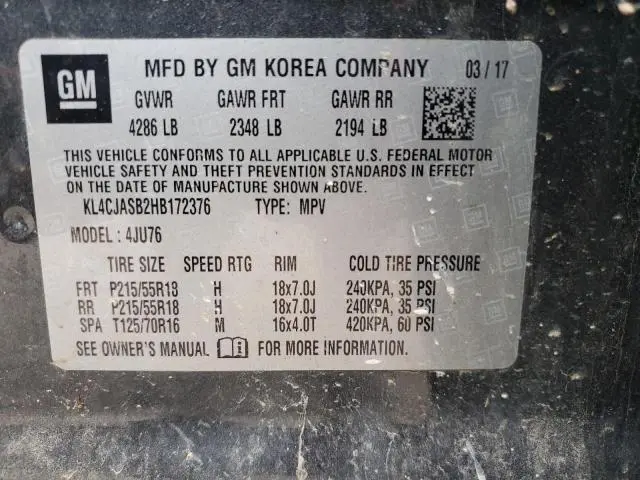 GM
MFD BY GM KOREA COMPANY 03/17
GVWR GAWR FRT GAWR RR
4286 LB 2348 LB 2194 LB
THIS VEHICLE CONFORMS TO ALL APPLICABLE U.S. FEDERAL MOTOR
VEHICLE SAFETY AND THEFT PREVENTION STANDARDS IN EFFECT
ON THE DATE OF MANUFACTURE SHOWN ABOVE.
KL4CJASB2HB172376 TYPE: MPV
MODEL: 4JU76
TIRE SIZE SPEED RTG RIM COLD TIRE PRESSURE
FRT P215/55R18 H 18x7.0J 240KPA, 35 PSI
RR P215/55R18 H 18x7.0J 240KPA, 35 PSI
SPA T125/70R16 M 16x4.0T 420KPA, 60 PSI
SEE OWNER'S MANUAL FOR MORE INFORMATION.